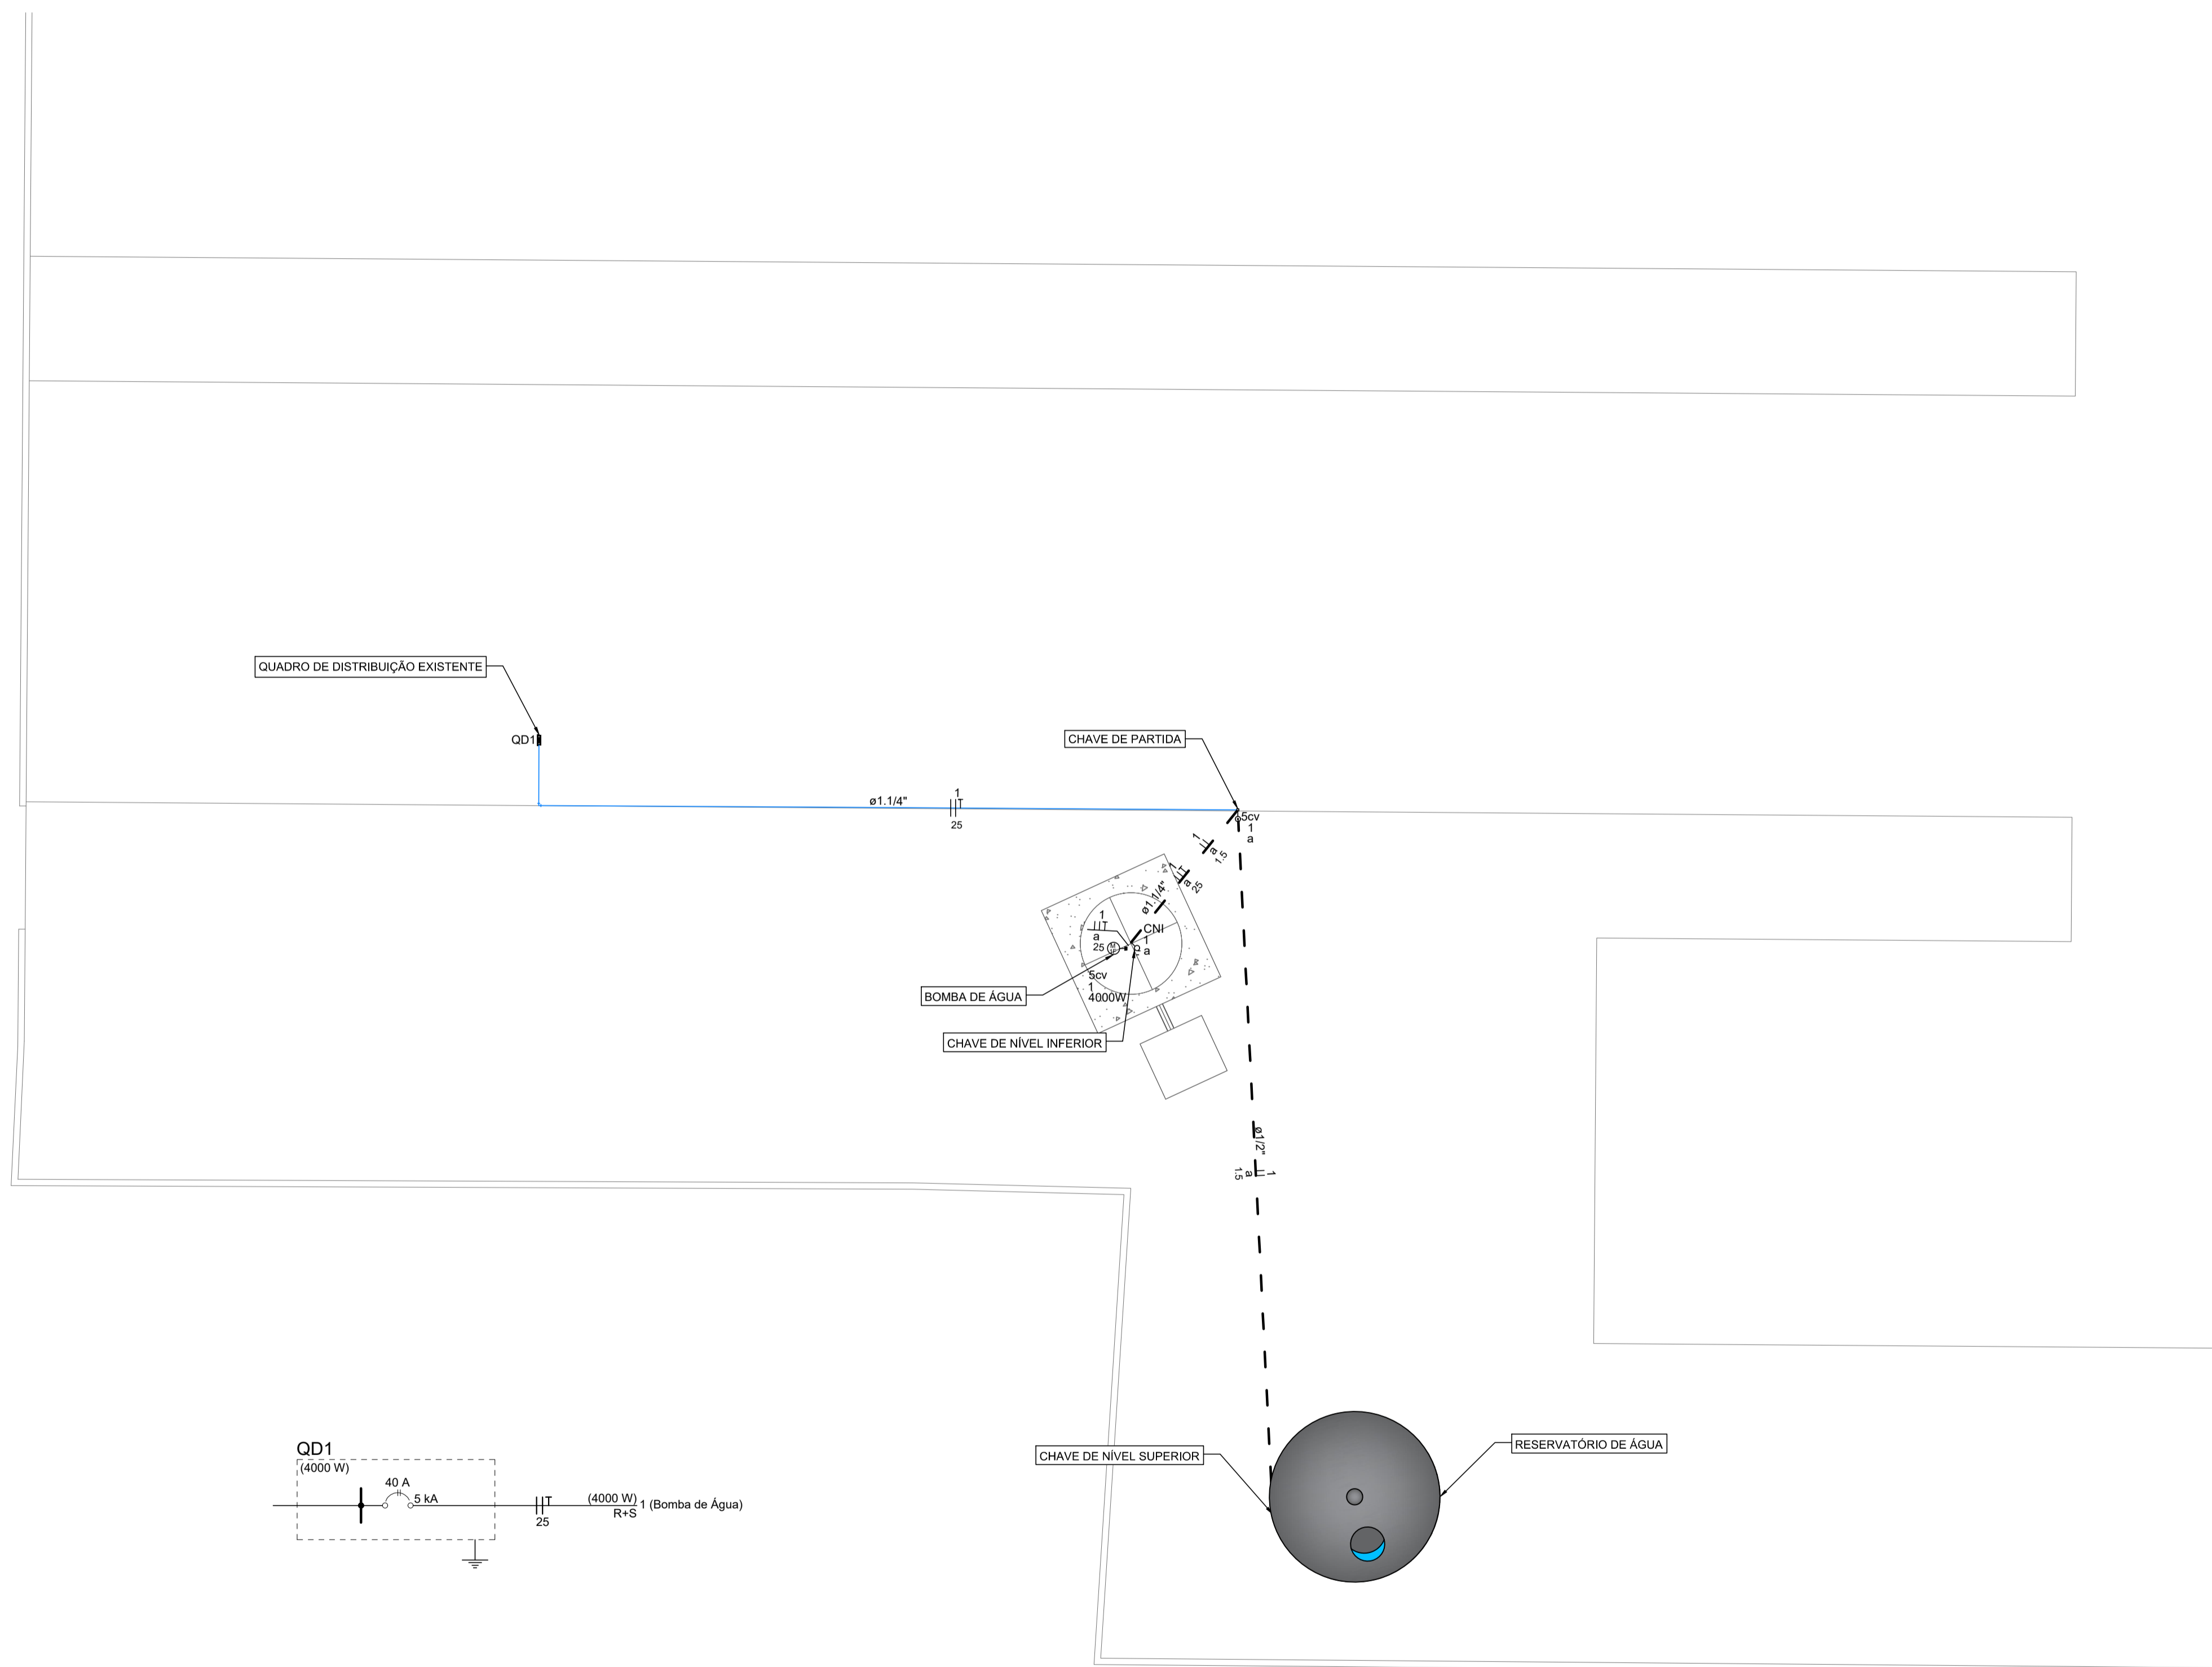 QUADRO DE DISTRIBUIÇÃO EXISTENTE
QD1
CHAVE DE PARTIDA
ø1.1/4"
1
T
25
5cv
1
a
1
a
1.5
1
T
a
25
ø1.1/4"
1
T
a
25
M
CNI
1
a
5cv
1
4000W
BOMBA DE ÁGUA
CHAVE DE NÍVEL INFERIOR
ø1/2"
1
a
1.5
CHAVE DE NÍVEL SUPERIOR
RESERVATÓRIO DE ÁGUA
QD1
(4000 W)
40 A
5 kA
T
25
(4000 W)
R+S
1 (Bomba de Água)